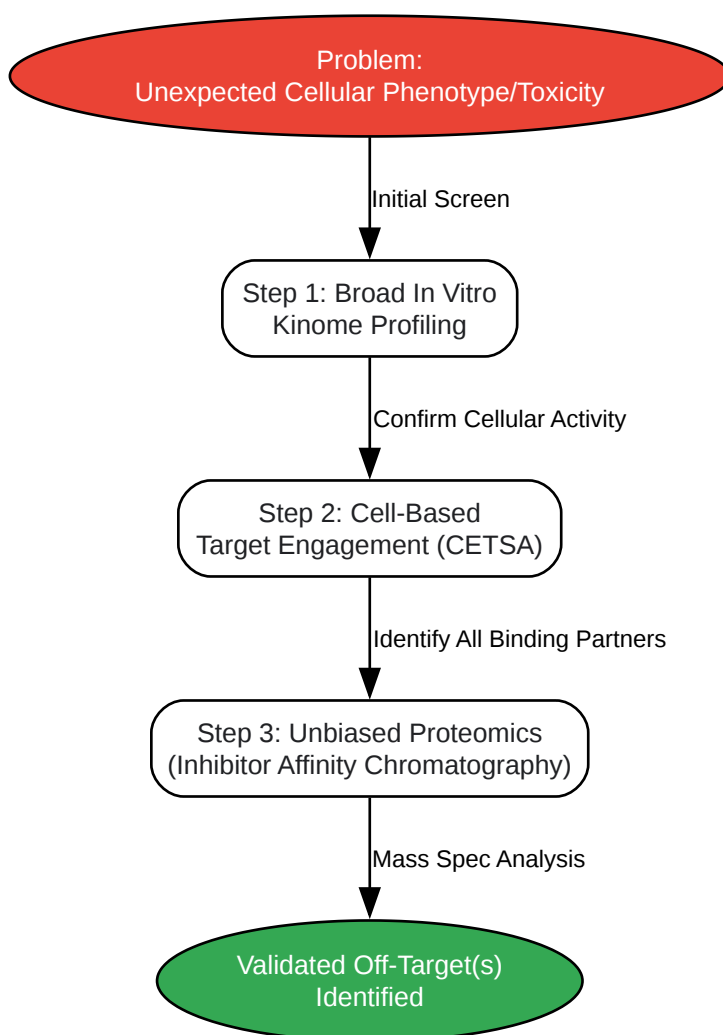 Problem:
Unexpected Cellular Phenotype/Toxicity
Initial Screen
Step 1: Broad In Vitro
Kinome Profiling
Confirm Cellular Activity
Step 2: Cell-Based
Target Engagement (CETSA)
Identify All Binding Partners
Step 3: Unbiased Proteomics
(Inhibitor Affinity Chromatography)
Mass Spec Analysis
Validated Off-Target(s)
Identified